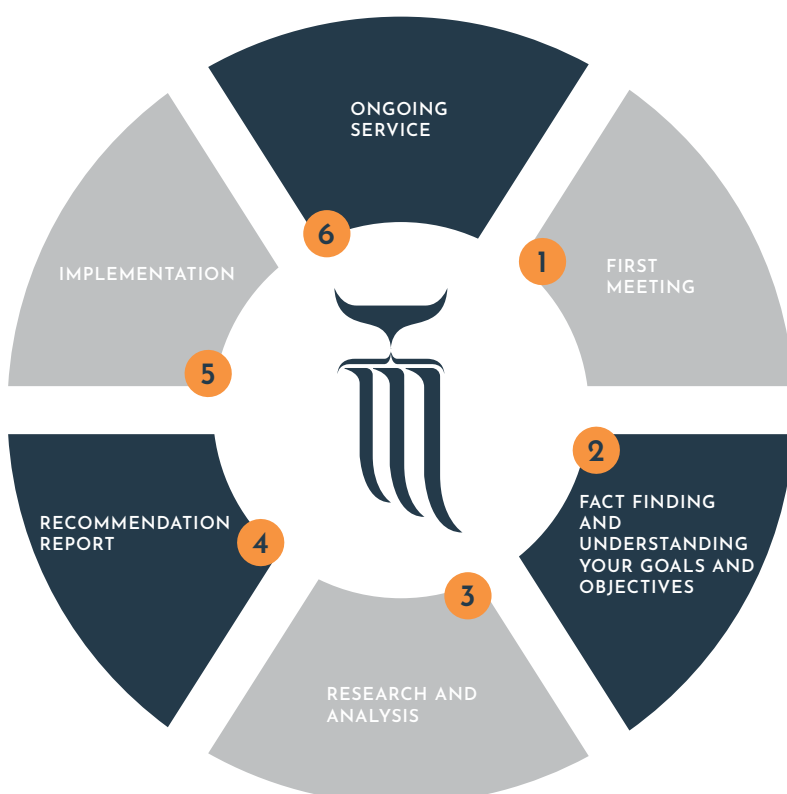 1
FIRST
MEETING
2
FACT FINDING
AND
UNDERSTANDING
YOUR GOALS AND
OBJECTIVES
3
RESEARCH AND
ANALYSIS
4
RECOMMENDATION
REPORT
5
IMPLEMENTATION
6
ONGOING
SERVICE